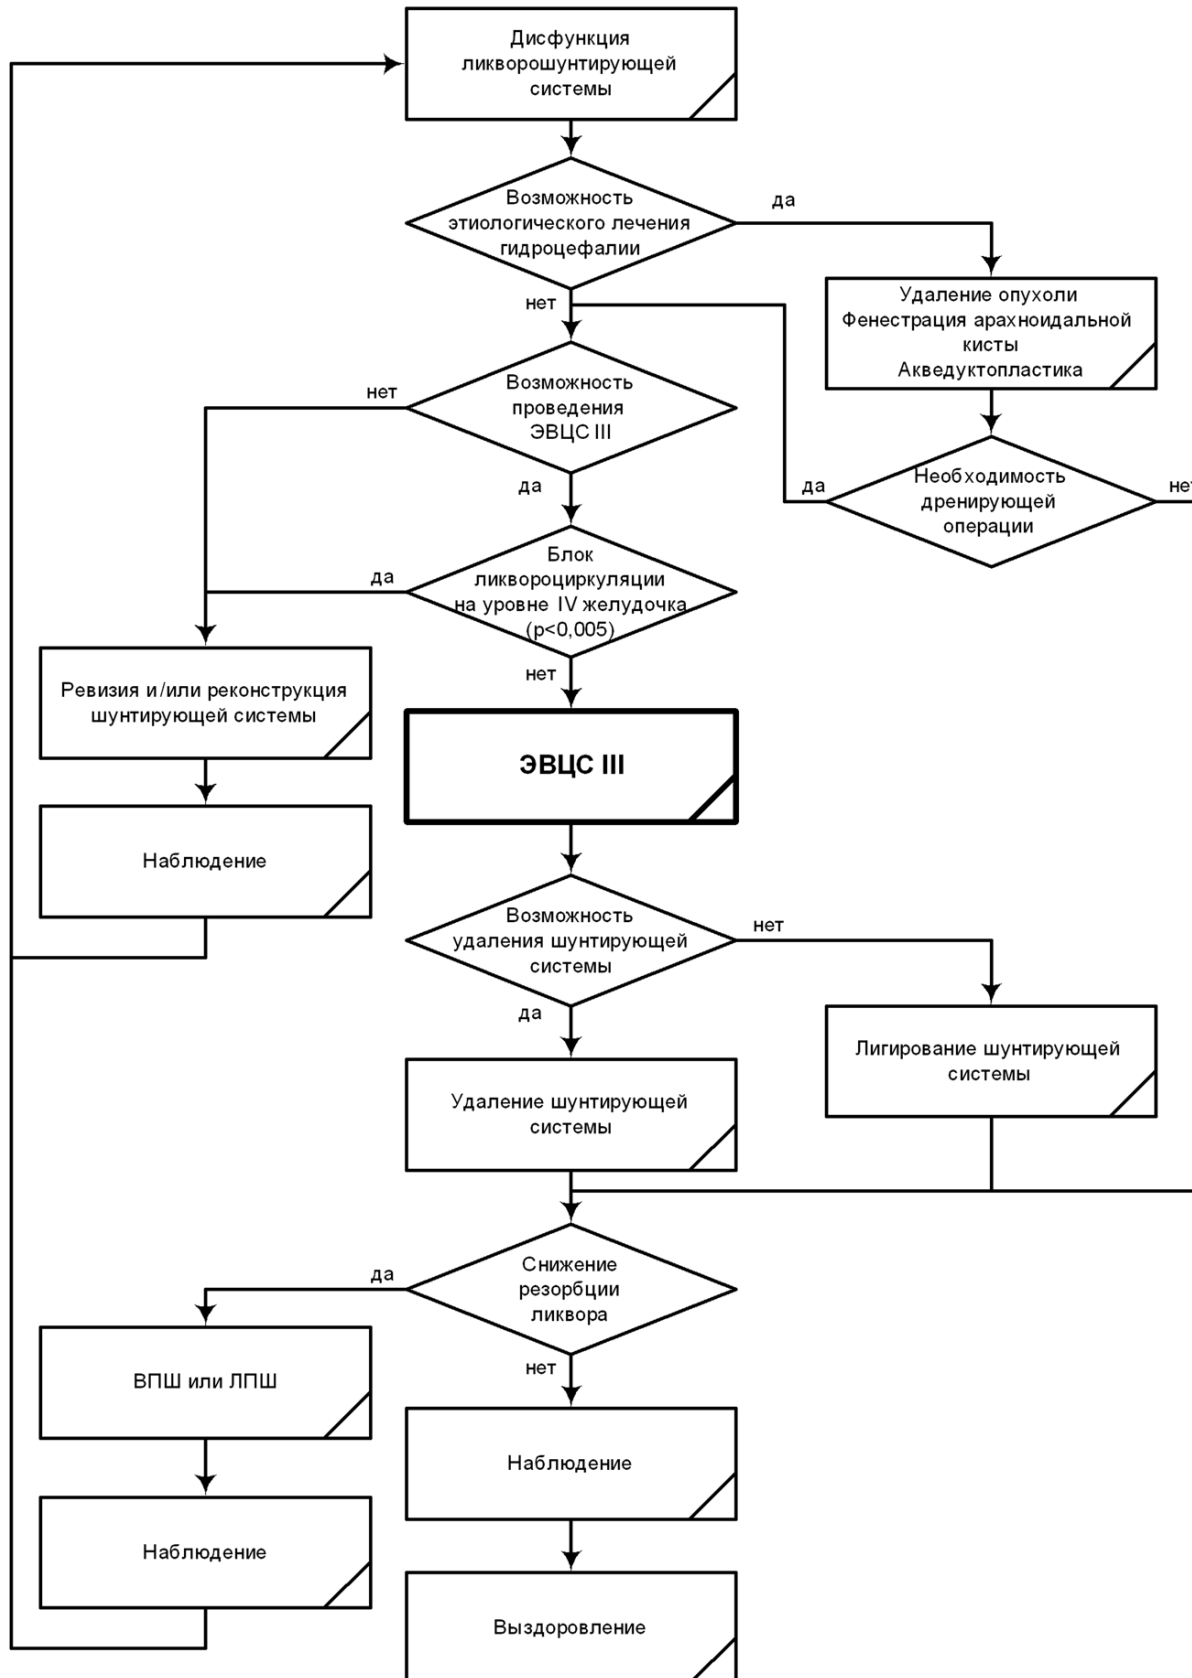 Дисфункция
ликворошунтирующей
системы
Возможность
этиологического лечения
гидроцефалии
да
нет
Удаление опухоли
Фенестрация арахноидальной
кисты
Акведуктопластика
Возможность
проведения
ЭВЦС III
нет
да
Необходимость
дренирующей
операции
да
нет
Блок
ликвороциркуляции
на уровне IV желудочка
(p<0,005)
да
нет
Ревизия и/или реконструкция
шунтирующей системы
ЭВЦС III
Наблюдение
Возможность
удаления шунтирующей
системы
нет
да
Лигирование шунтирующей
системы
Удаление шунтирующей
системы
Снижение
резорбции
ликвора
да
нет
ВПШ или ЛПШ
Наблюдение
Наблюдение
Выздоровление